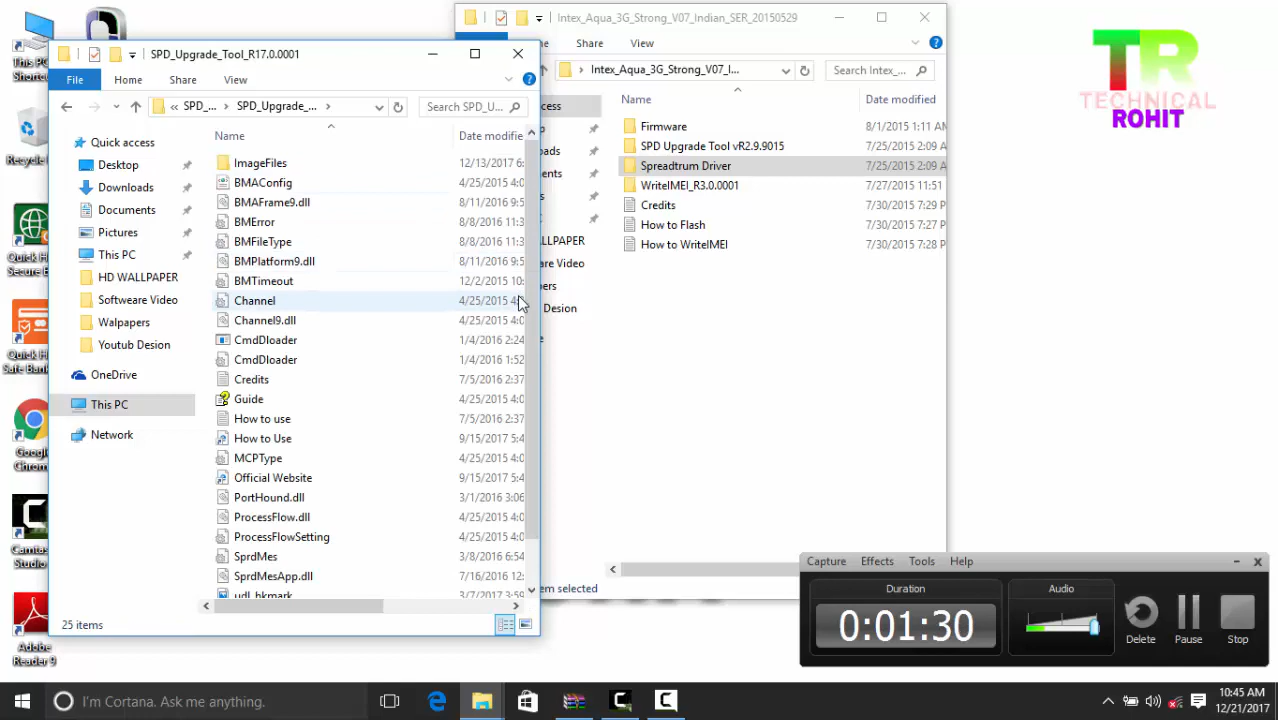 This PC
Shortcu
Recycle
Quick H
Secure B
Quick H
Safe Bank
Google
Chrom
Camtas
Studio
Adobe
Reader 9
SPD_Upgrade_Tool_R17.0.0001
File
Home
Share
View
« SPD_... › SPD_Upgrade_... ›
Search SPD_U...
Quick access
Desktop
Downloads
Documents
Pictures
This PC
HD WALLPAPER
Softwaare Video
Walpapers
Youtub Desion
OneDrive
This PC
Network
Name
Date modifie
ImageFiles 12/13/2017 6:
BMAConfig 4/25/2015 4:0
BMAFrame9.dll 8/11/2016 9:5
BMError 8/8/2016 11:3
BMFileType 8/8/2016 11:3
BMPlatform9.dll 8/11/2016 9:5
BMTimeout 12/2/2015 10:
Channel 4/25/2015 4:
Channel9.dll 4/25/2015 4:0
CmdDloader 1/4/2016 2:24
CmdDloader 1/4/2016 1:52
Credits 7/5/2016 2:37
Guide 4/25/2015 4:0
How to use 7/5/2016 2:37
How to Use 9/15/2017 5:4
MCPType 4/25/2015 4:0
Official Website 9/15/2017 5:4
PortHound.dll 3/1/2016 3:06
ProcessFlow.dll 4/25/2015 4:0
ProcessFlowSetting 4/25/2015 4:0
SprdMes 3/8/2016 6:54
SprdMesApp.dll 7/16/2016 12:
udl_bkmark 3/7/2017 3:59
25 items
Intex_Aqua_3G_Strong_V07_Indian_SER_20150529
me
Share
View
› Intex_Aqua_3G_Strong_V07_I...
Search Intex_...
cess
p
oads
ents
s
LLPAPER
are Video
ers
Desion
e
Name
Date modified
Firmware 8/1/2015 1:11 AM
SPD Upgrade Tool vR2.9.9015 7/25/2015 2:09 A
Spreadtrum Driver 7/25/2015 2:09 A
WriteIMEI_R3.0.0001 7/27/2015 11:51
Credits 7/30/2015 7:29 P
How to Flash 7/30/2015 7:27 P
How to WriteIMEI 7/30/2015 7:28 P
em selected
TR
TECHNICAL
ROHIT
Capture
Effects
Tools
Help
Duration
0:01:30
Audio
Delete
Pause
Stop
I'm Cortana. Ask me anything.
10:45 AM
12/21/2017